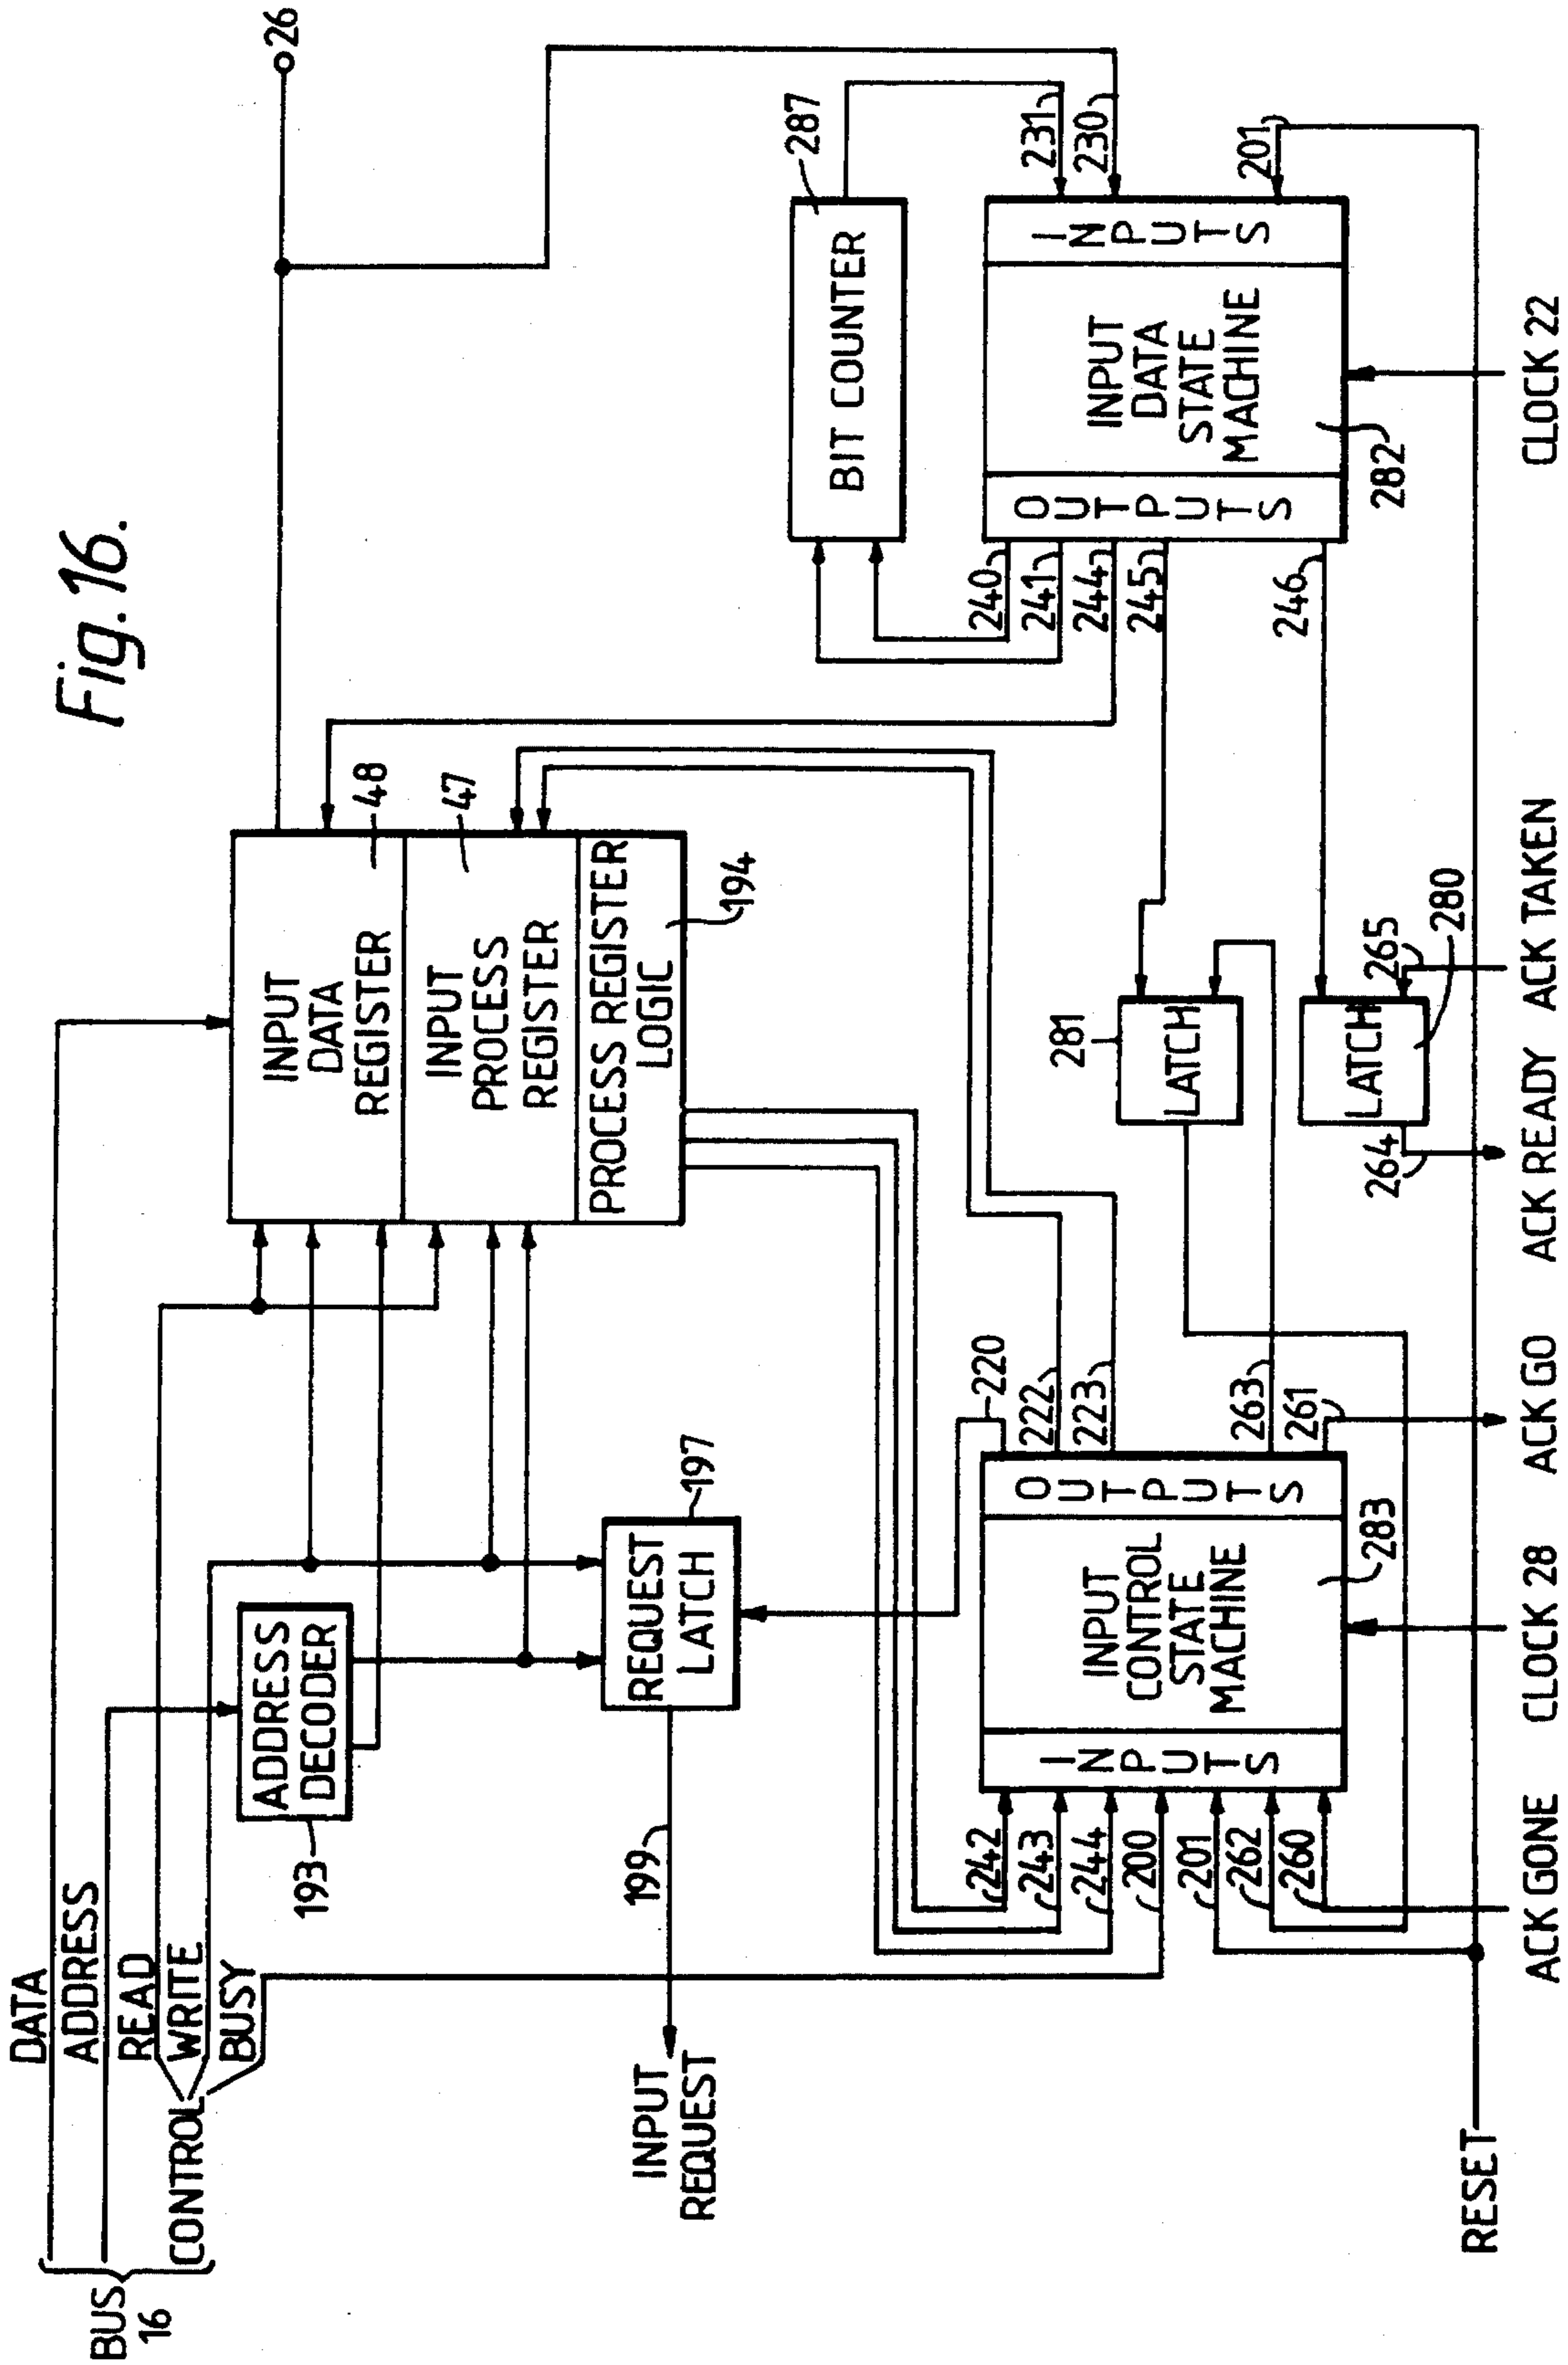 Fig.16.
BUS
16
DATA
ADDRESS
CONTROL
READ
WRITE
BUSY
193
ADDRESS
DECODER
INPUT
DATA
REGISTER
48
INPUT
PROCESS
REGISTER
47
PROCESS REGISTER
LOGIC
194
26
INPUT
REQUEST
199
REQUEST
LATCH
197
BIT COUNTER
287
242
243
244
200
201
262
260
INPUTS
INPUT
CONTROL
STATE
MACHINE
OUTPUTS
283
220
222
223
263
261
281
LATCH
LATCH
280
264
265
240
241
244
245
246
OUTPUTS
INPUT
DATA
STATE
MACHINE
INPUTS
282
231
230
201
RESET
ACK GONE
CLOCK 28
ACK GO
ACK READY
ACK TAKEN
CLOCK 22